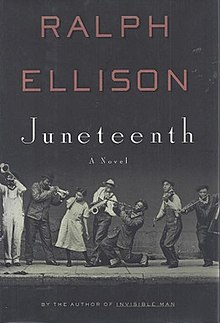 RALPH
ELLISON
Juneteenth
A Novel
BY THE AUTHOR OF INVISIBLE MAN